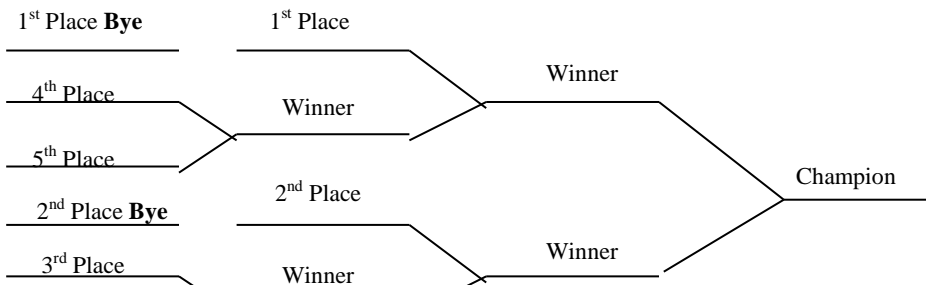 1st Place Bye
1st Place
Winner
4th Place
Winner
5th Place
Champion
2nd Place Bye
2nd Place
Winner
3rd Place
Winner